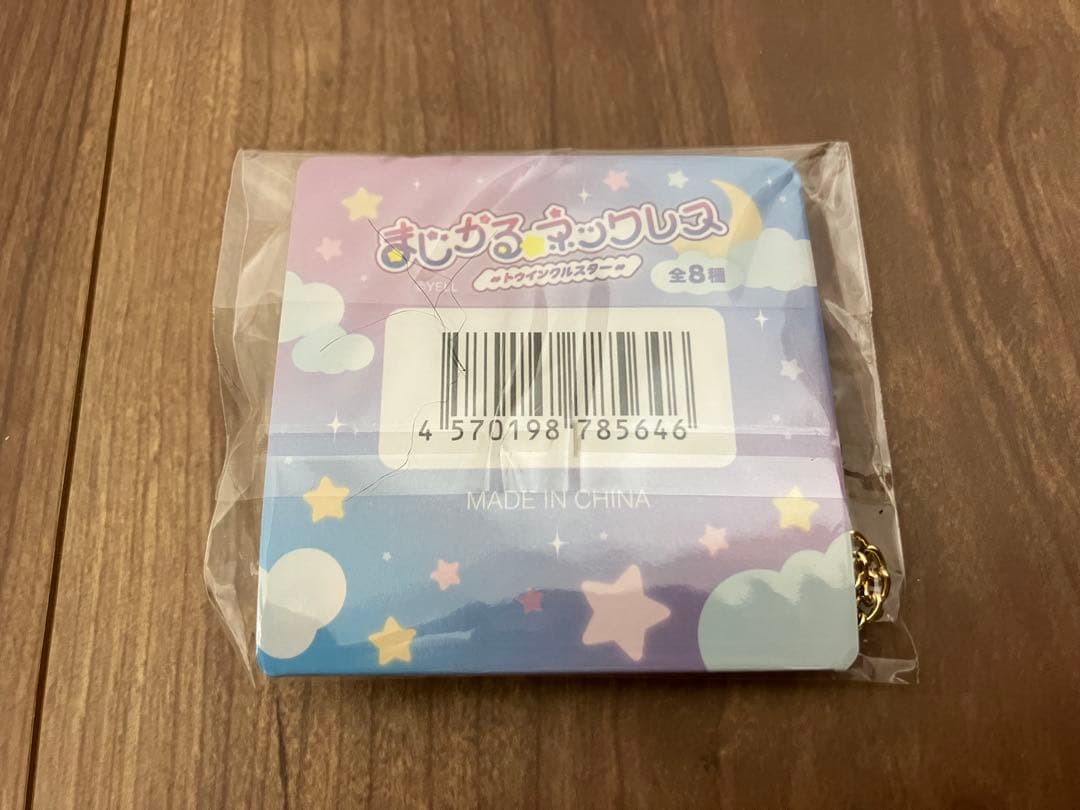 まじかる★ネックレス
~トゥインクルスター~
全8種
©YELL
4 570198 785646
MADE IN CHINA